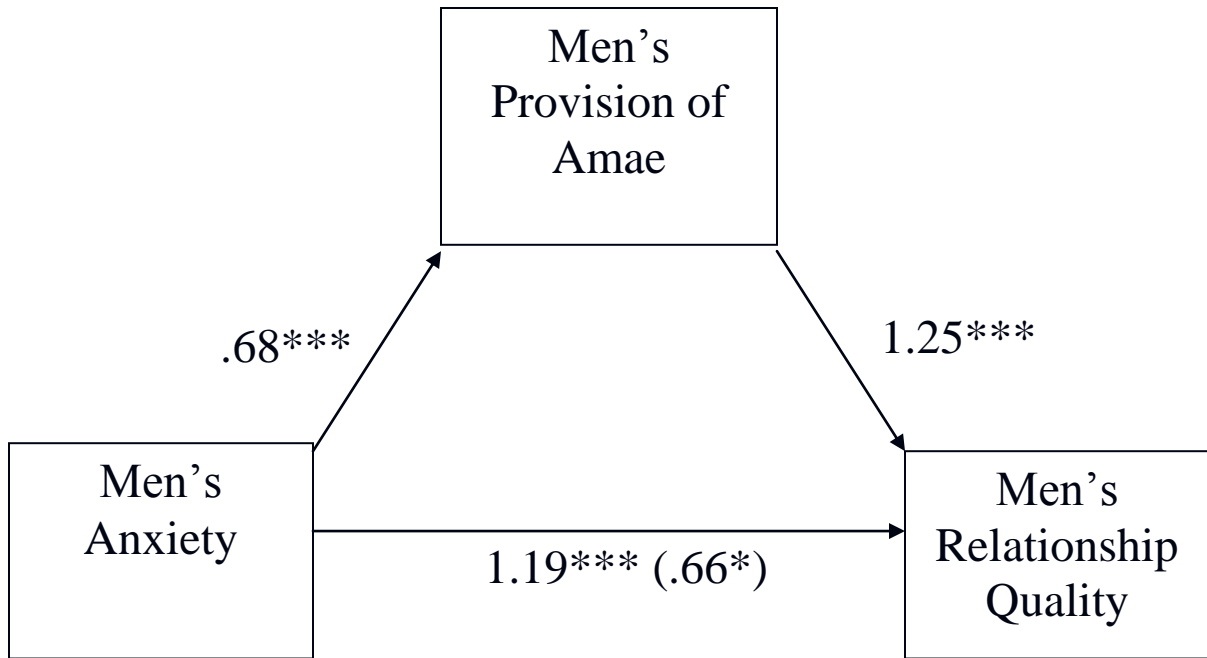 Men’s
Provision of
Amae
.68***
1.25***
Men’s
Anxiety
1.19*** (.66*)
Men’s
Relationship
Quality